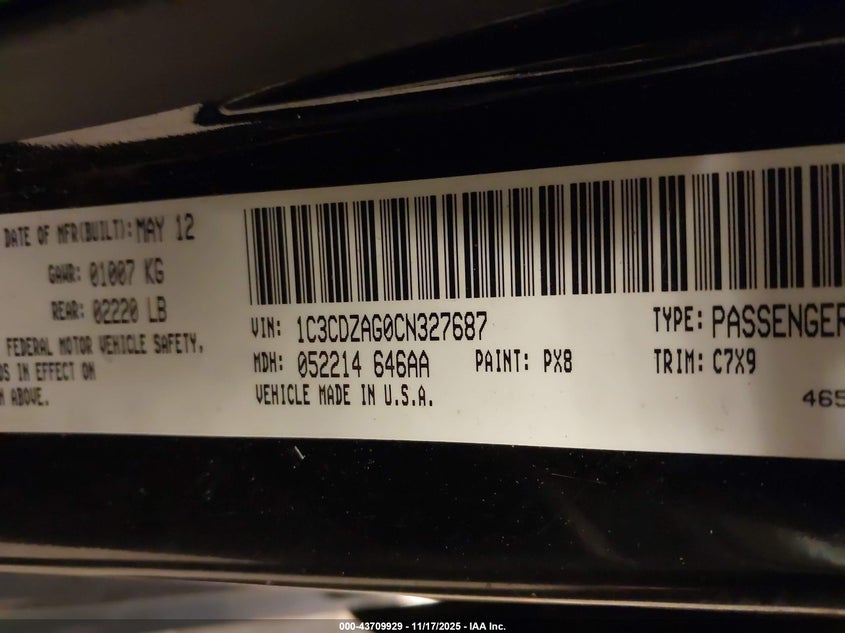 DATE OF MFR(BUILT): MAY 12
GAWR: 01007 KG
REAR: 02220 LB
FEDERAL MOTOR VEHICLE SAFETY,
DS IN EFFECT ON
ABOVE.
VIN: 1C3CDZAG0CN327687
TYPE: PASSENGER
MDH: 052214 646AA
PAINT: PX8
TRIM: C7X9
VEHICLE MADE IN U.S.A.
465
000-43709929 - 11/17/2025 - IAA Inc.